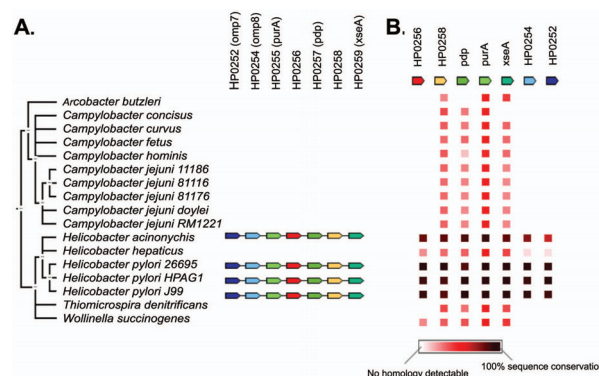 A.
B.
HP0252 (omp7)
HP0254 (omp8)
HP0255 (purA)
HP0256
HP0257 (pdp)
HP0258
HP0259 (xseA)
HP0256
HP0258
pdp
purA
xseA
HP0254
HP0252
Arcobacter butzleri
Campylobacter concisus
Campylobacter curvus
Campylobacter fetus
Campylobacter hominis
Campylobacter jejuni 11186
Campylobacter jejuni 81116
Campylobacter jejuni 81176
Campylobacter jejuni doylei
Campylobacter jejuni RM1221
Helicobacter acinonychis
Helicobacter hepaticus
Helicobacter pylori 26695
Helicobacter pylori HPAG1
Helicobacter pylori J99
Thiomicrospira denitrificans
Wollinella succinogenes
100% sequence conservatio
No homology detectable